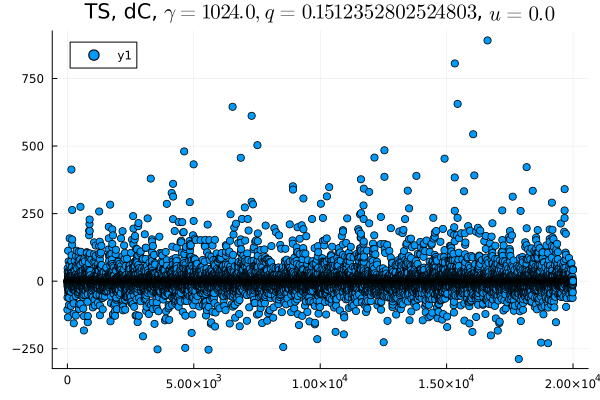 TS, dC, γ = 1024.0, q = 0.1512352802524803, u = 0.0
y1
750
500
250
0
−250
0 5.00×10³ 1.00×10⁴ 1.50×10⁴ 2.00×10⁴